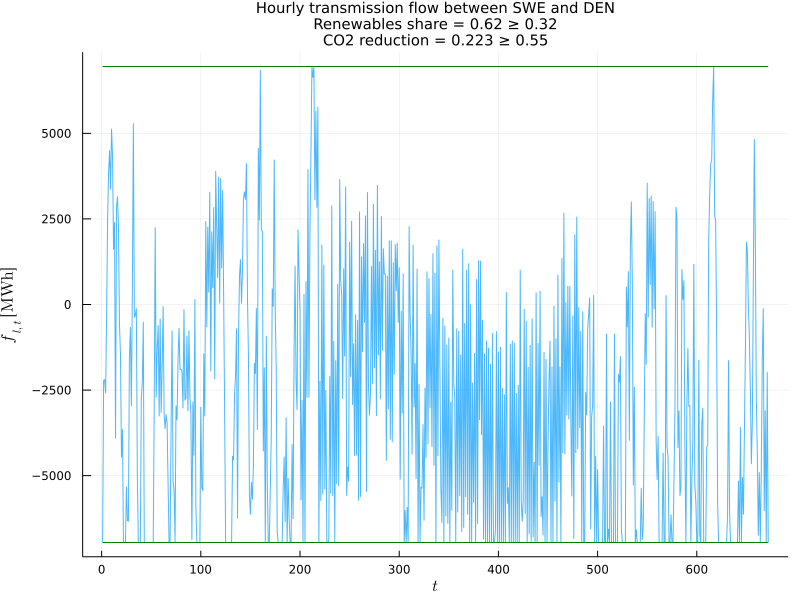 Hourly transmission flow between SWE and DEN
Renewables share = 0.62 ≥ 0.32
CO2 reduction = 0.223 ≥ 0.55
5000
2500
0
−2500
−5000
f_{l,t} [MWh]
0 100 200 300 400 500 600
t